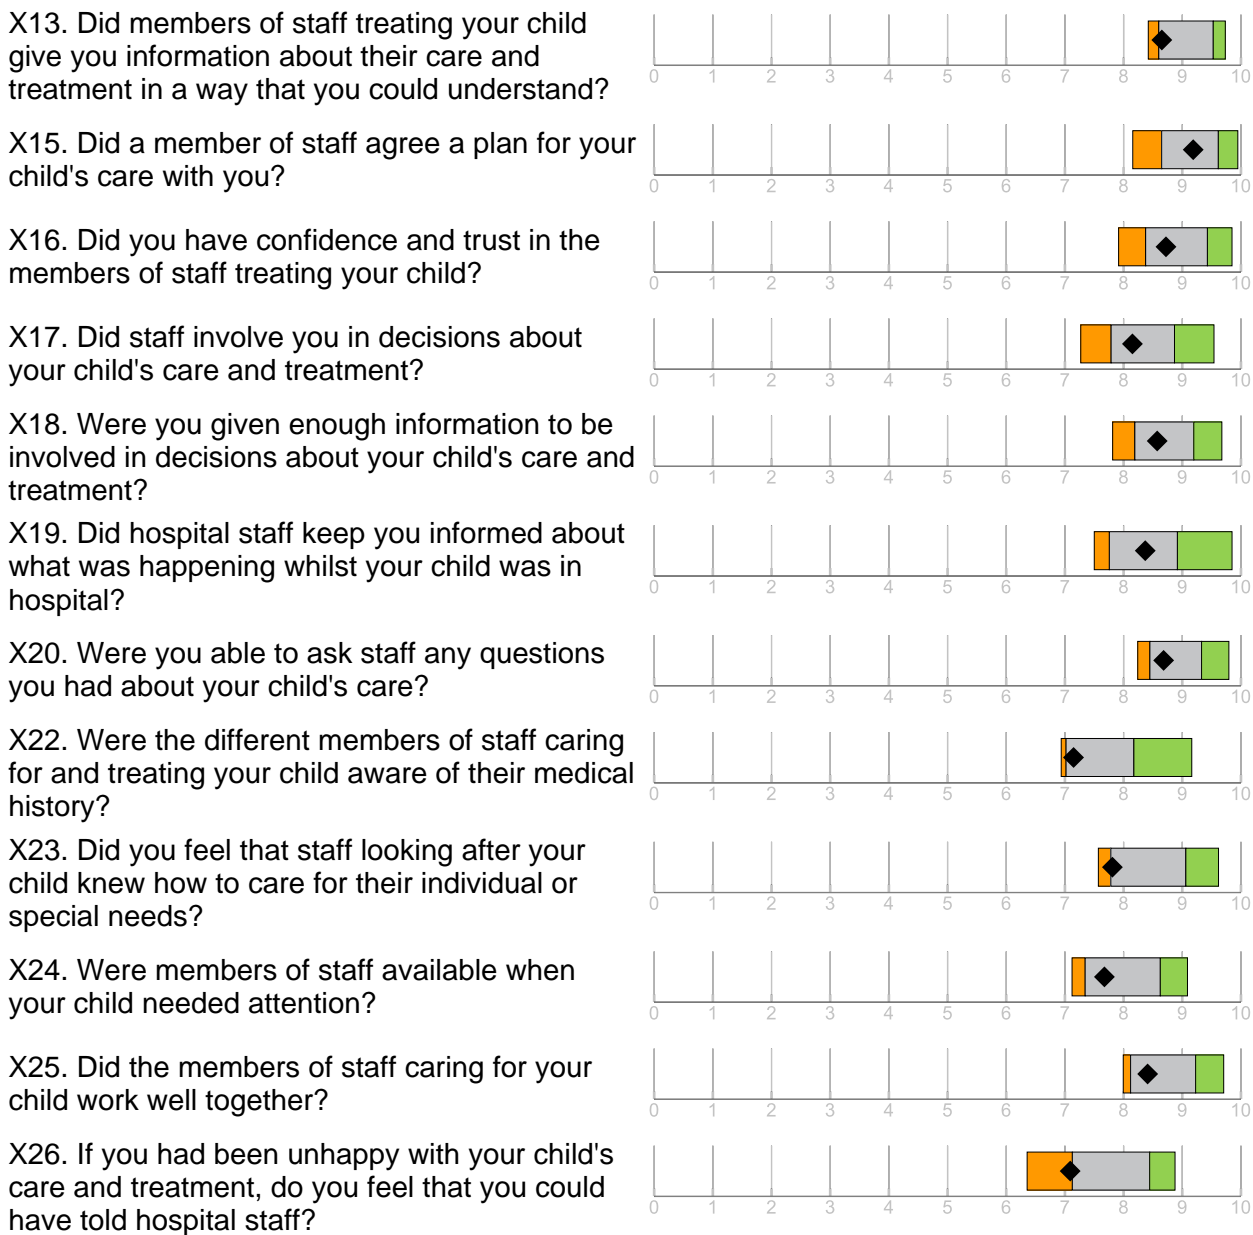 X13. Did members of staff treating your child
give you information about their care and
treatment in a way that you could understand?
0 1 2 3 4 5 6 7 8 9 10
X15. Did a member of staff agree a plan for your
child's care with you?
0 1 2 3 4 5 6 7 8 9 10
X16. Did you have confidence and trust in the
members of staff treating your child?
0 1 2 3 4 5 6 7 8 9 10
X17. Did staff involve you in decisions about
your child's care and treatment?
0 1 2 3 4 5 6 7 8 9 10
X18. Were you given enough information to be
involved in decisions about your child's care and
treatment?
0 1 2 3 4 5 6 7 8 9 10
X19. Did hospital staff keep you informed about
what was happening whilst your child was in
hospital?
0 1 2 3 4 5 6 7 8 9 10
X20. Were you able to ask staff any questions
you had about your child's care?
0 1 2 3 4 5 6 7 8 9 10
X22. Were the different members of staff caring
for and treating your child aware of their medical
history?
0 1 2 3 4 5 6 7 8 9 10
X23. Did you feel that staff looking after your
child knew how to care for their individual or
special needs?
0 1 2 3 4 5 6 7 8 9 10
X24. Were members of staff available when
your child needed attention?
0 1 2 3 4 5 6 7 8 9 10
X25. Did the members of staff caring for your
child work well together?
0 1 2 3 4 5 6 7 8 9 10
X26. If you had been unhappy with your child's
care and treatment, do you feel that you could
have told hospital staff?
0 1 2 3 4 5 6 7 8 9 10